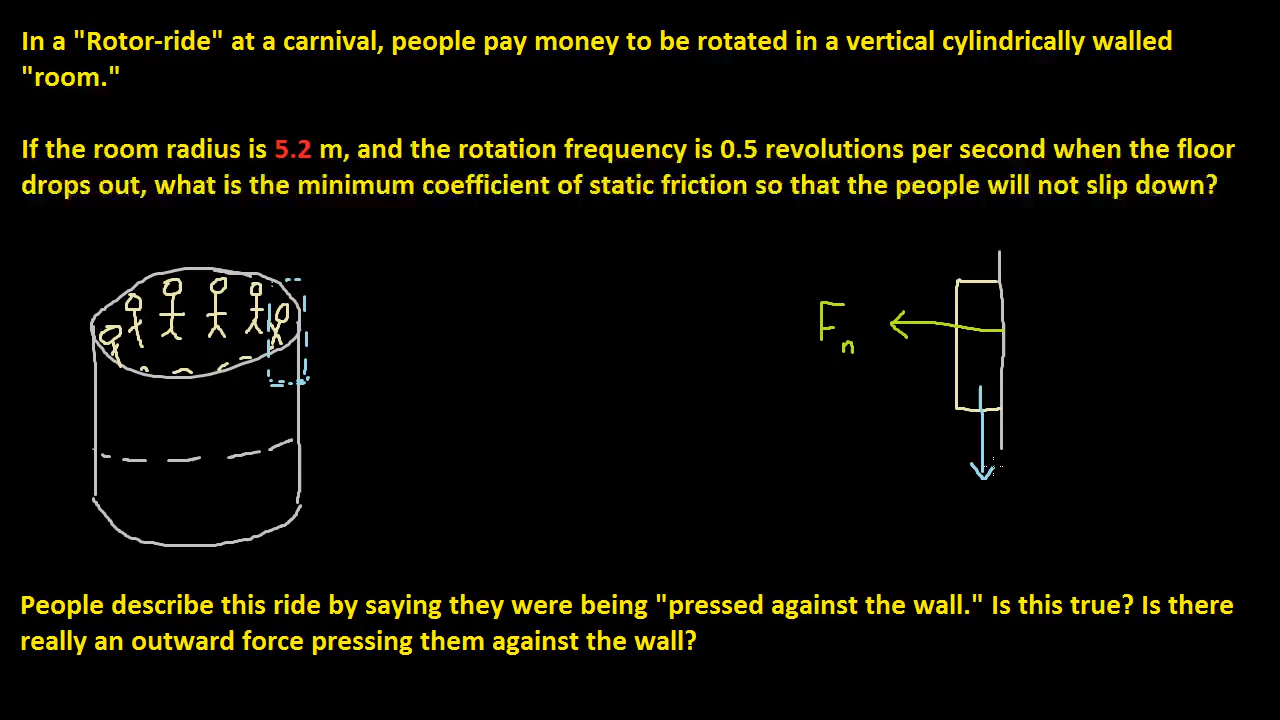 In a "Rotor-ride" at a carnival, people pay money to be rotated in a vertical cylindrically walled
"room."
If the room radius is 5.2 m, and the rotation frequency is 0.5 revolutions per second when the floor
drops out, what is the minimum coefficient of static friction so that the people will not slip down?
Fn
People describe this ride by saying they were being "pressed against the wall." Is this true? Is there
really an outward force pressing them against the wall?